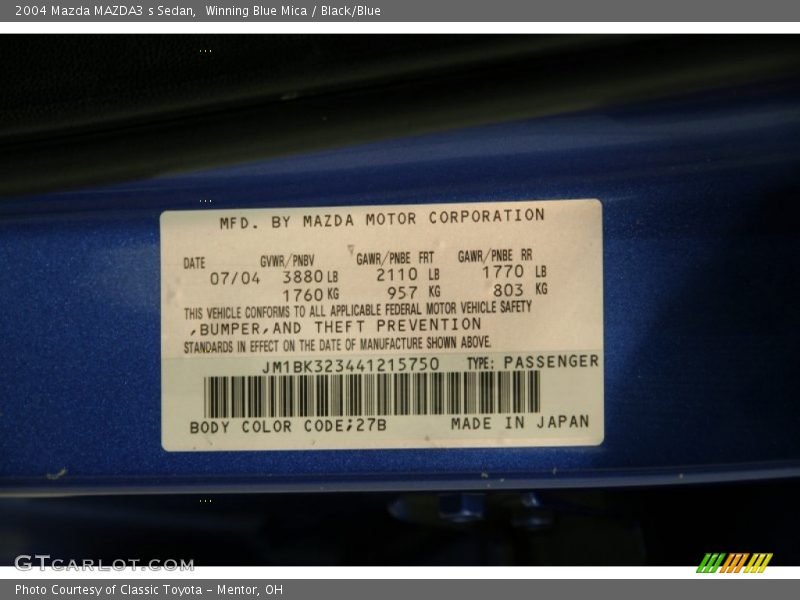 2004 Mazda MAZDA3 s Sedan,  Winning Blue Mica / Black/Blue
MFD. BY MAZDA MOTOR CORPORATION
DATE GVWR/PNBV GAWR/PNBE FRT GAWR/PNBE RR
07/04 3880 LB 2110 LB 1770 LB
1760 KG 957 KG 803 KG
THIS VEHICLE CONFORMS TO ALL APPLICABLE FEDERAL MOTOR VEHICLE SAFETY
,BUMPER,AND THEFT PREVENTION
STANDARDS IN EFFECT ON THE DATE OF MANUFACTURE SHOWN ABOVE.
JM1BK323441215750 TYPE: PASSENGER
BODY COLOR CODE;27B MADE IN JAPAN
GTCARLOT.COM
Photo Courtesy of Classic Toyota - Mentor, OH